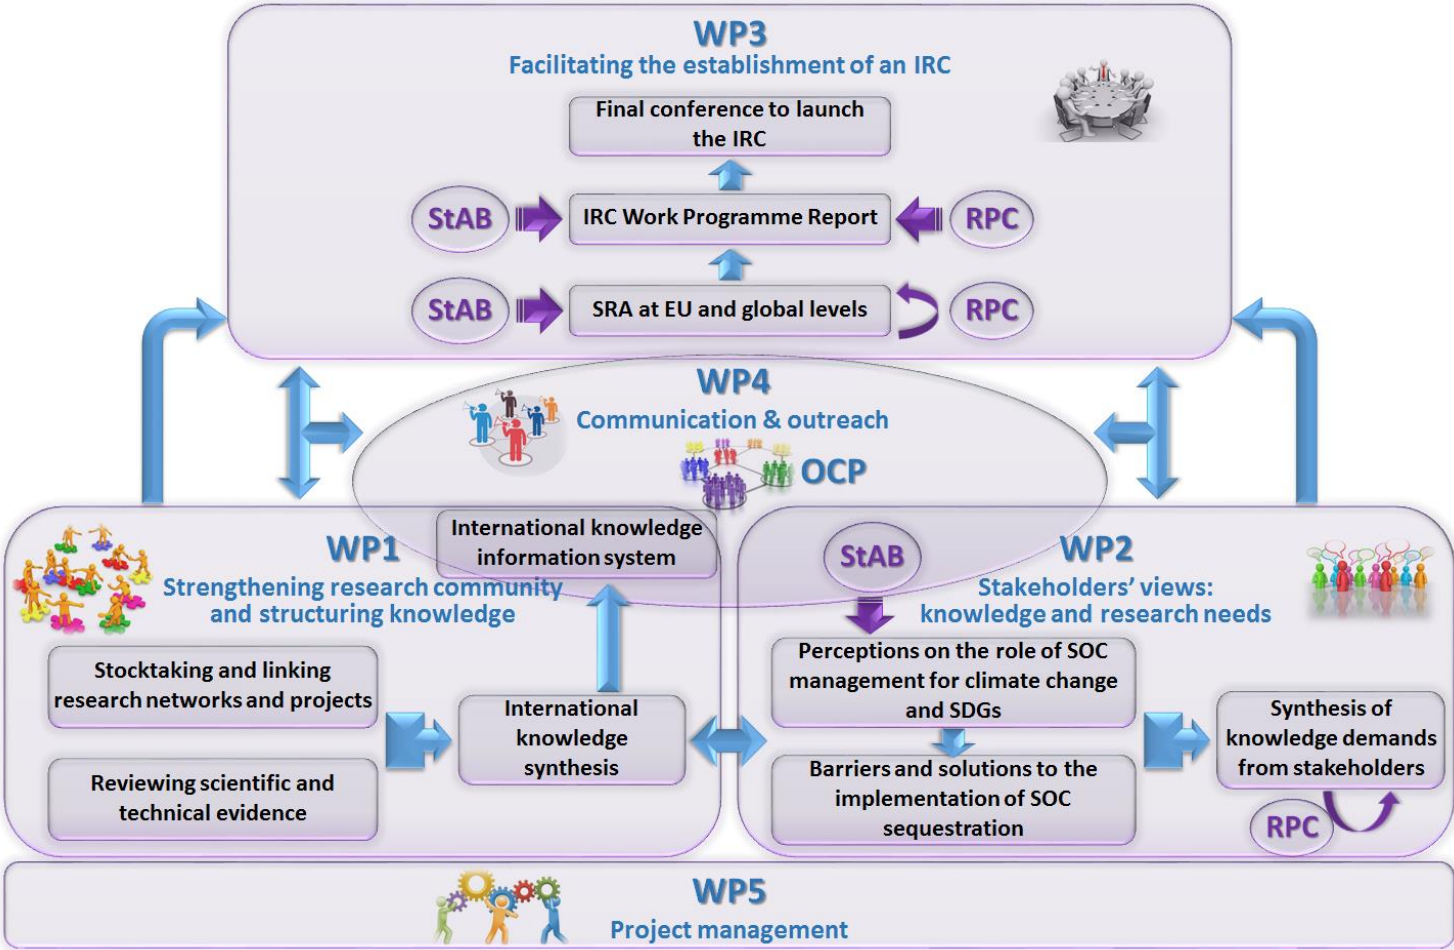 WP3
Facilitating the establishment of an IRC
Final conference to launch
the IRC
StAB
IRC Work Programme Report
RPC
StAB
SRA at EU and global levels
RPC
WP4
Communication & outreach
OCP
International knowledge
information system
WP1
Strengthening research community
and structuring knowledge
Stocktaking and linking
research networks and projects
Reviewing scientific and
technical evidence
International
knowledge
synthesis
StAB
WP2
Stakeholders’ views:
knowledge and research needs
Perceptions on the role of SOC
management for climate change
and SDGs
Barriers and solutions to the
implementation of SOC
sequestration
Synthesis of
knowledge demands
from stakeholders
RPC
WP5
Project management